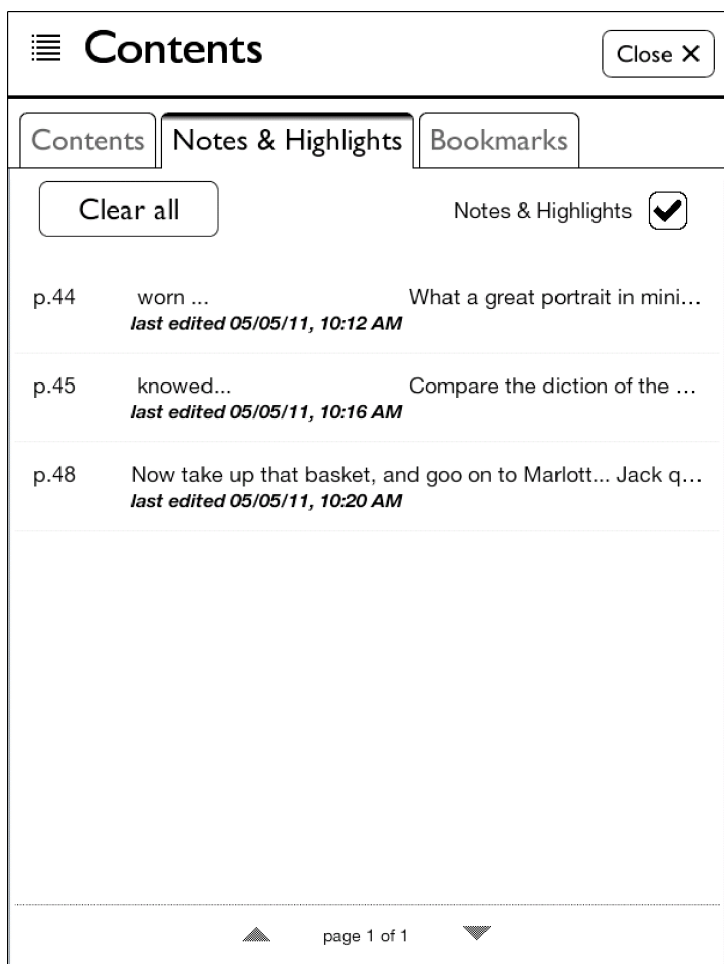 Contents
Close X
Contents Notes & Highlights Bookmarks
Clear all Notes & Highlights
p.44 worn ... What a great portrait in mini...
last edited 05/05/11, 10:12 AM
p.45 knowed... Compare the diction of the ...
last edited 05/05/11, 10:16 AM
p.48 Now take up that basket, and goo on to Marlott... Jack q...
last edited 05/05/11, 10:20 AM
page 1 of 1